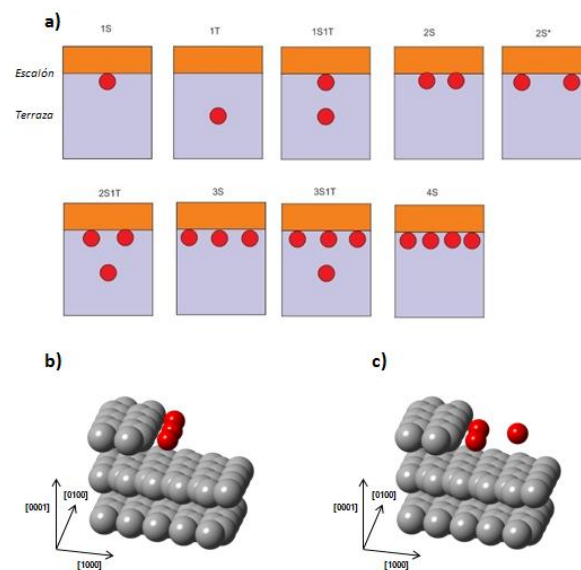 a)
1S 1T 1S1T 2S 2S*
Escalón
Terraza
2S1T 3S 3S1T 4S
b) c)
[0001] [0100] [1000]
[0001] [0100] [1000]